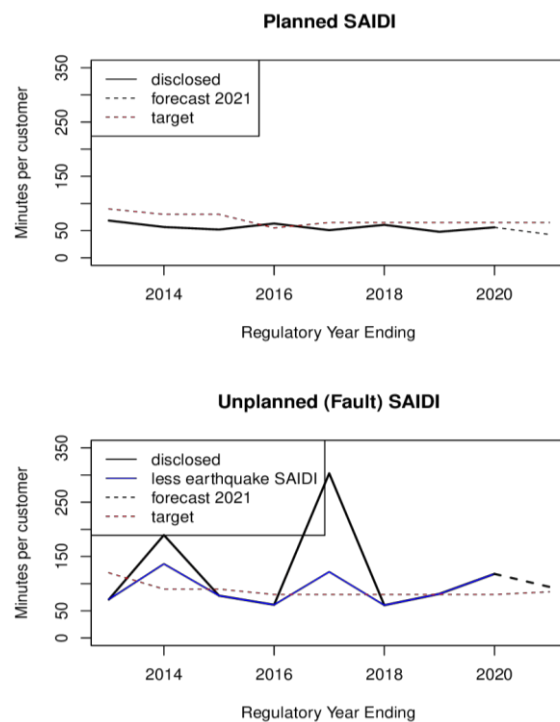 Planned SAIDI
Minutes per customer
350
250
150
50
0
disclosed
forecast 2021
target
2014
2016
2018
2020
Regulatory Year Ending
Unplanned (Fault) SAIDI
Minutes per customer
350
250
150
50
0
disclosed
less earthquake SAIDI
forecast 2021
target
2014
2016
2018
2020
Regulatory Year Ending